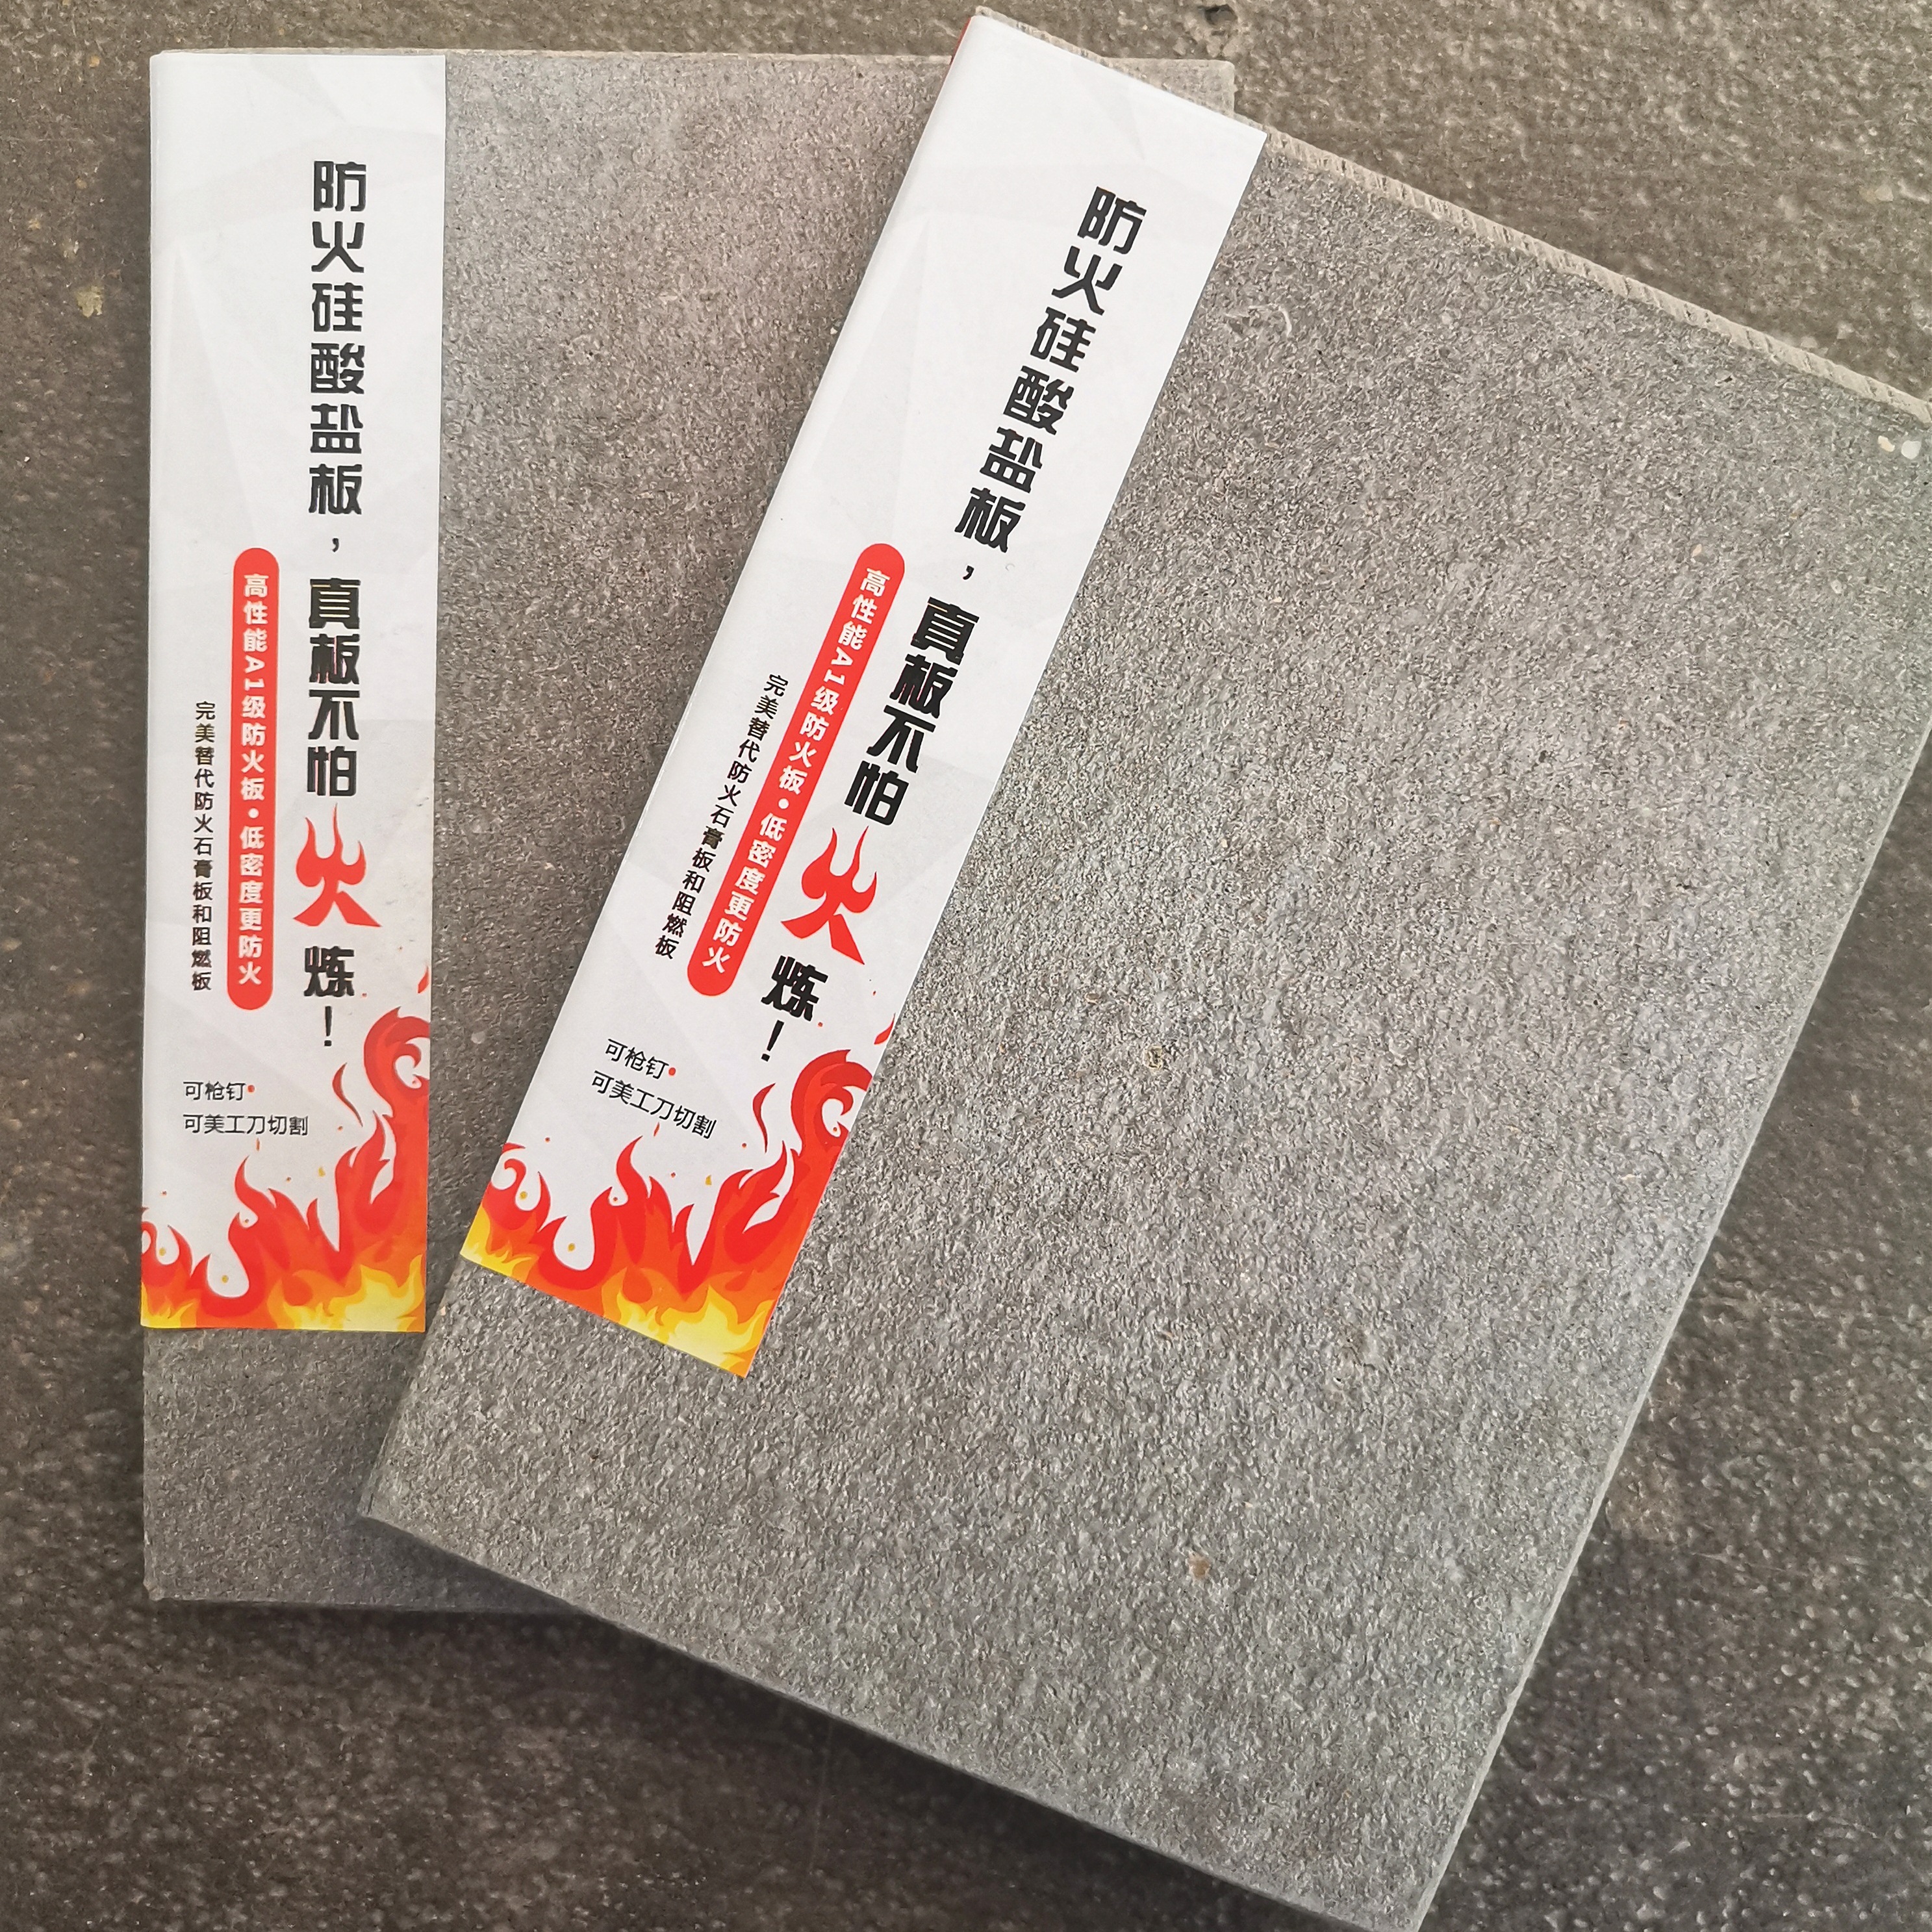 防火硅酸盐板，真板不怕火炼！
高性能A1级防火板·低密度更防火
完美替代防火石膏板和阻燃板
可枪钉
可美工刀切割
防火硅酸盐板，真板不怕火炼！
高性能A1级防火板·低密度更防火
完美替代防火石膏板和阻燃板
可枪钉
可美工刀切割